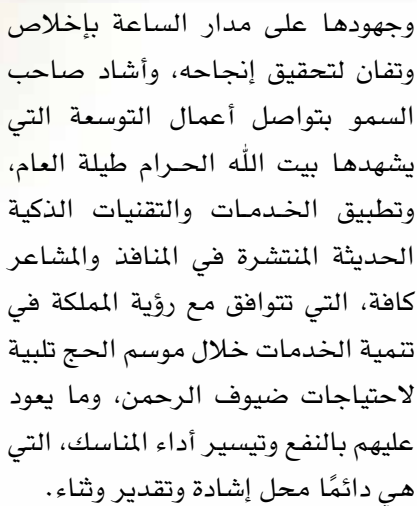 وجهودها على مدار الساعة بإخلاص
وتفان لتحقيق إنجاحه، وأشاد صاحب
السمو بتواصل أعمال التوسعة التي
يشهدها بيت الله الحرام طيلة العام،
وتطبيق الخدمات والتقنيات الذكية
الحديثة المنتشرة في المنافذ والمشاعر
كافة، التي تتوافق مع رؤية المملكة في
تنمية الخدمات خلال موسم الحج تلبية
لاحتياجات ضيوف الرحمن، وما يعود
عليهم بالنفع وتيسير أداء المناسك، التي
هي دائمًا محل إشادة وتقدير وثناء.